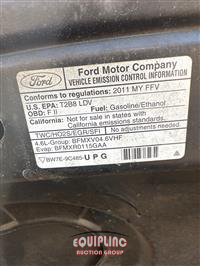 Ford
Ford Motor Company
VEHICLE EMISSION CONTROL INFORMATION
Conforms to regulations: 2011 MY FFV
U.S. EPA: T2B8 LDV
OBD: F II
Fuel: Gasoline/Ethanol
California: Not for sale in states with
California emissions standards.
TWC/HO2S/EGR/SFI
No adjustments needed.
4.6L-Group: BFMXV04.6VHF
Evap: BFMXR0115GAA
BW7E-9C485-UPG
EQUIPLINC
Auction Group